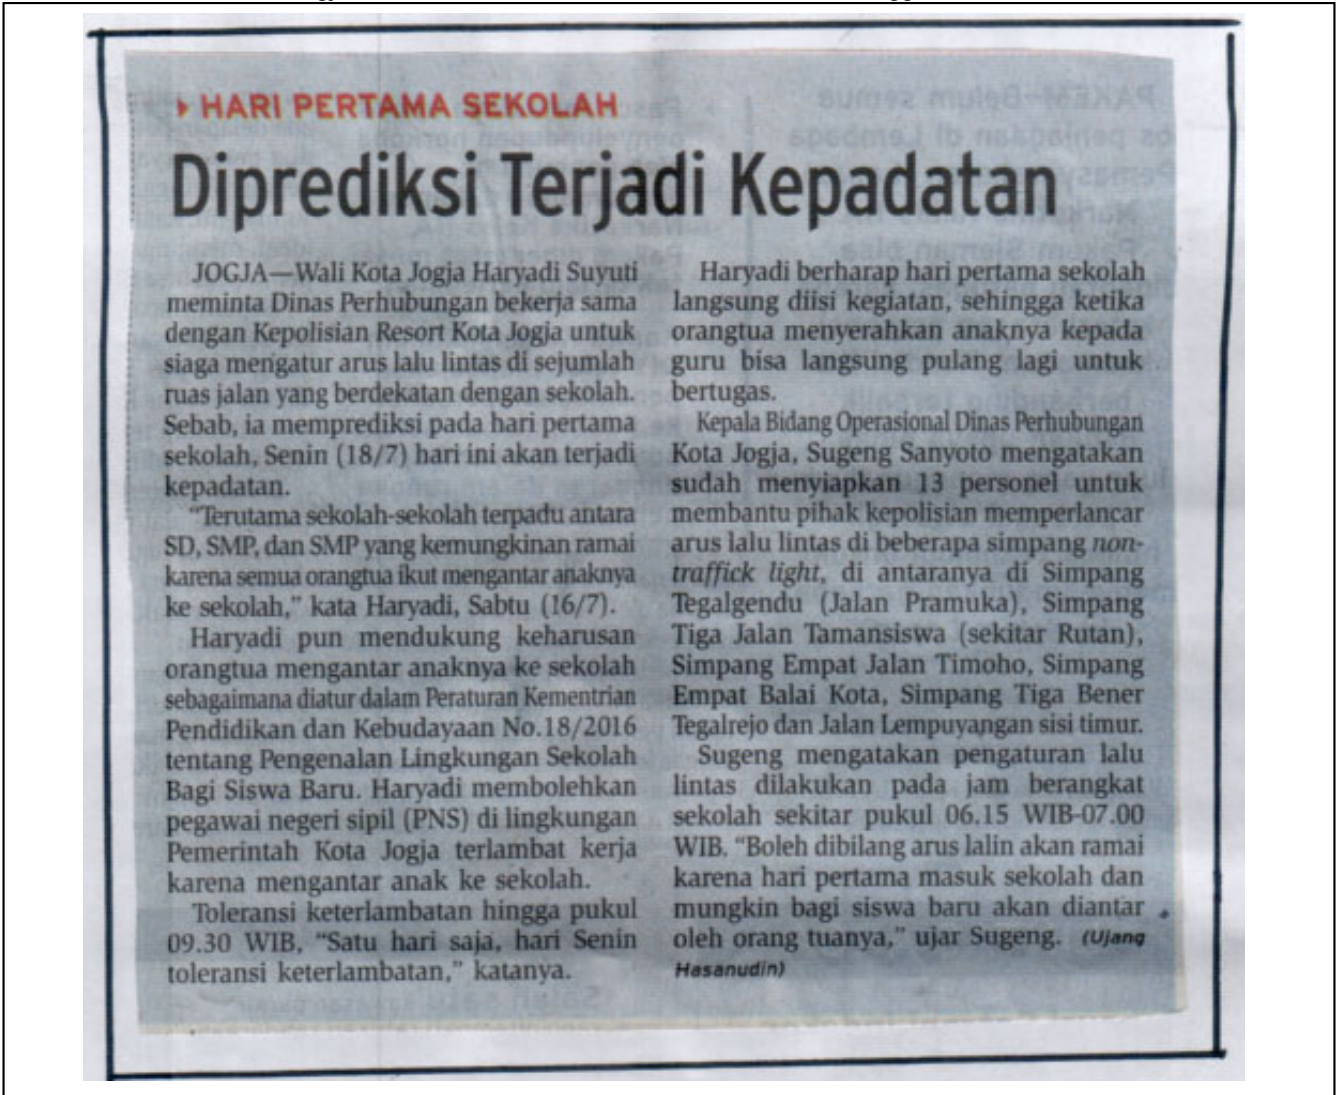 HARI PERTAMA SEKOLAH
Diprediksi Terjadi Kepadatan
JOGJA—Wali Kota Jogja Haryadi Suyuti
meminta Dinas Perhubungan bekerja sama
dengan Kepolisian Resort Kota Jogja untuk
siaga mengatur arus lalu lintas di sejumlah
ruas jalan yang berdekatan dengan sekolah.
Sebab, ia memprediksi pada hari pertama
sekolah, Senin (18/7) hari ini akan terjadi
kepadatan.
"Terutama sekolah-sekolah terpadu antara
SD, SMP, dan SMP yang kemungkinan ramai
karena semua orangtua ikut mengantar anaknya
ke sekolah," kata Haryadi, Sabtu (16/7).
Haryadi pun mendukung keharusan
orangtua mengantar anaknya ke sekolah
sebagaimana diatur dalam Peraturan Kementrian
Pendidikan dan Kebudayaan No.18/2016
tentang Pengenalan Lingkungan Sekolah
Bagi Siswa Baru. Haryadi membolehkan
pegawai negeri sipil (PNS) di lingkungan
Pemerintah Kota Jogja terlambat kerja
karena mengantar anak ke sekolah.
Toleransi keterlambatan hingga pukul
09.30 WIB, "Satu hari saja, hari Senin
toleransi keterlambatan," katanya.
Haryadi berharap hari pertama sekolah
langsung diisi kegiatan, sehingga ketika
orangtua menyerahkan anaknya kepada
guru bisa langsung pulang lagi untuk
bertugas.
Kepala Bidang Operasional Dinas Perhubungan
Kota Jogja, Sugeng Sanyoto mengatakan
sudah menyiapkan 13 personel untuk
membantu pihak kepolisian memperlancar
arus lalu lintas di beberapa simpang non-
traffick light, di antaranya di Simpang
Tegalgendu (Jalan Pramuka), Simpang
Tiga Jalan Tamansiswa (sekitar Rutan),
Simpang Empat Jalan Timoho, Simpang
Empat Balai Kota, Simpang Tiga Bener
Tegalrejo dan Jalan Lempuyangan sisi timur.
Sugeng mengatakan pengaturan lalu
lintas dilakukan pada jam berangkat
sekolah sekitar pukul 06.15 WIB-07.00
WIB. "Boleh dibilang arus lalin akan ramai
karena hari pertama masuk sekolah dan
mungkin bagi siswa baru akan diantar
oleh orang tuanya," ujar Sugeng. (Ujang
Hasanudin)